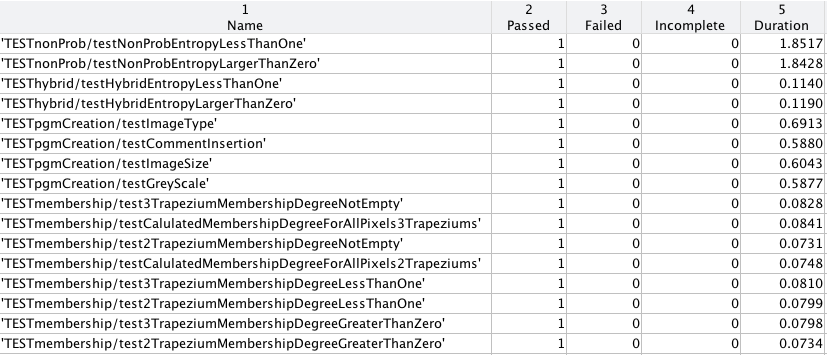 1 2 3 4 5
Name Passed Failed Incomplete Duration
'TESTnonProb/testNonProbEntropyLessThanOne' 1 0 0 1.8517
'TESTnonProb/testNonProbEntropyLargerThanZero' 1 0 0 1.8428
'TESThybrid/testHybridEntropyLessThanOne' 1 0 0 0.1140
'TESThybrid/testHybridEntropyLargerThanZero' 1 0 0 0.1190
'TESTpgmCreation/testImageType' 1 0 0 0.6913
'TESTpgmCreation/testCommentInsertion' 1 0 0 0.5880
'TESTpgmCreation/testImageSize' 1 0 0 0.6043
'TESTpgmCreation/testGreyScale' 1 0 0 0.5877
'TESTmembership/test3TrapeziumMembershipDegreeNotEmpty' 1 0 0 0.0828
'TESTmembership/testCalulatedMembershipDegreeForAllPixels3Trapeziums' 1 0 0 0.0841
'TESTmembership/test2TrapeziumMembershipDegreeNotEmpty' 1 0 0 0.0731
'TESTmembership/testCalulatedMembershipDegreeForAllPixels2Trapeziums' 1 0 0 0.0748
'TESTmembership/test3TrapeziumMembershipDegreeLessThanOne' 1 0 0 0.0810
'TESTmembership/test2TrapeziumMembershipDegreeLessThanOne' 1 0 0 0.0799
'TESTmembership/test3TrapeziumMembershipDegreeGreaterThanZero' 1 0 0 0.0798
'TESTmembership/test2TrapeziumMembershipDegreeGreaterThanZero' 1 0 0 0.0734